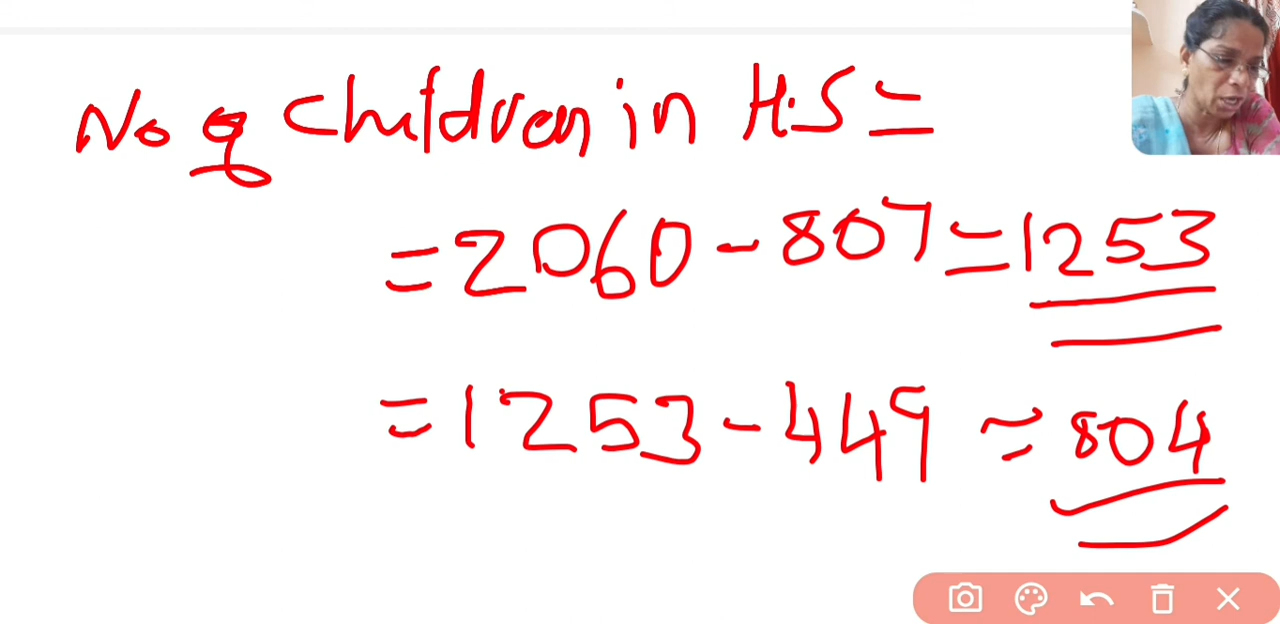 No of Children in H.S =
= 2060 - 807 = 1253
= 1253 - 449 = 804